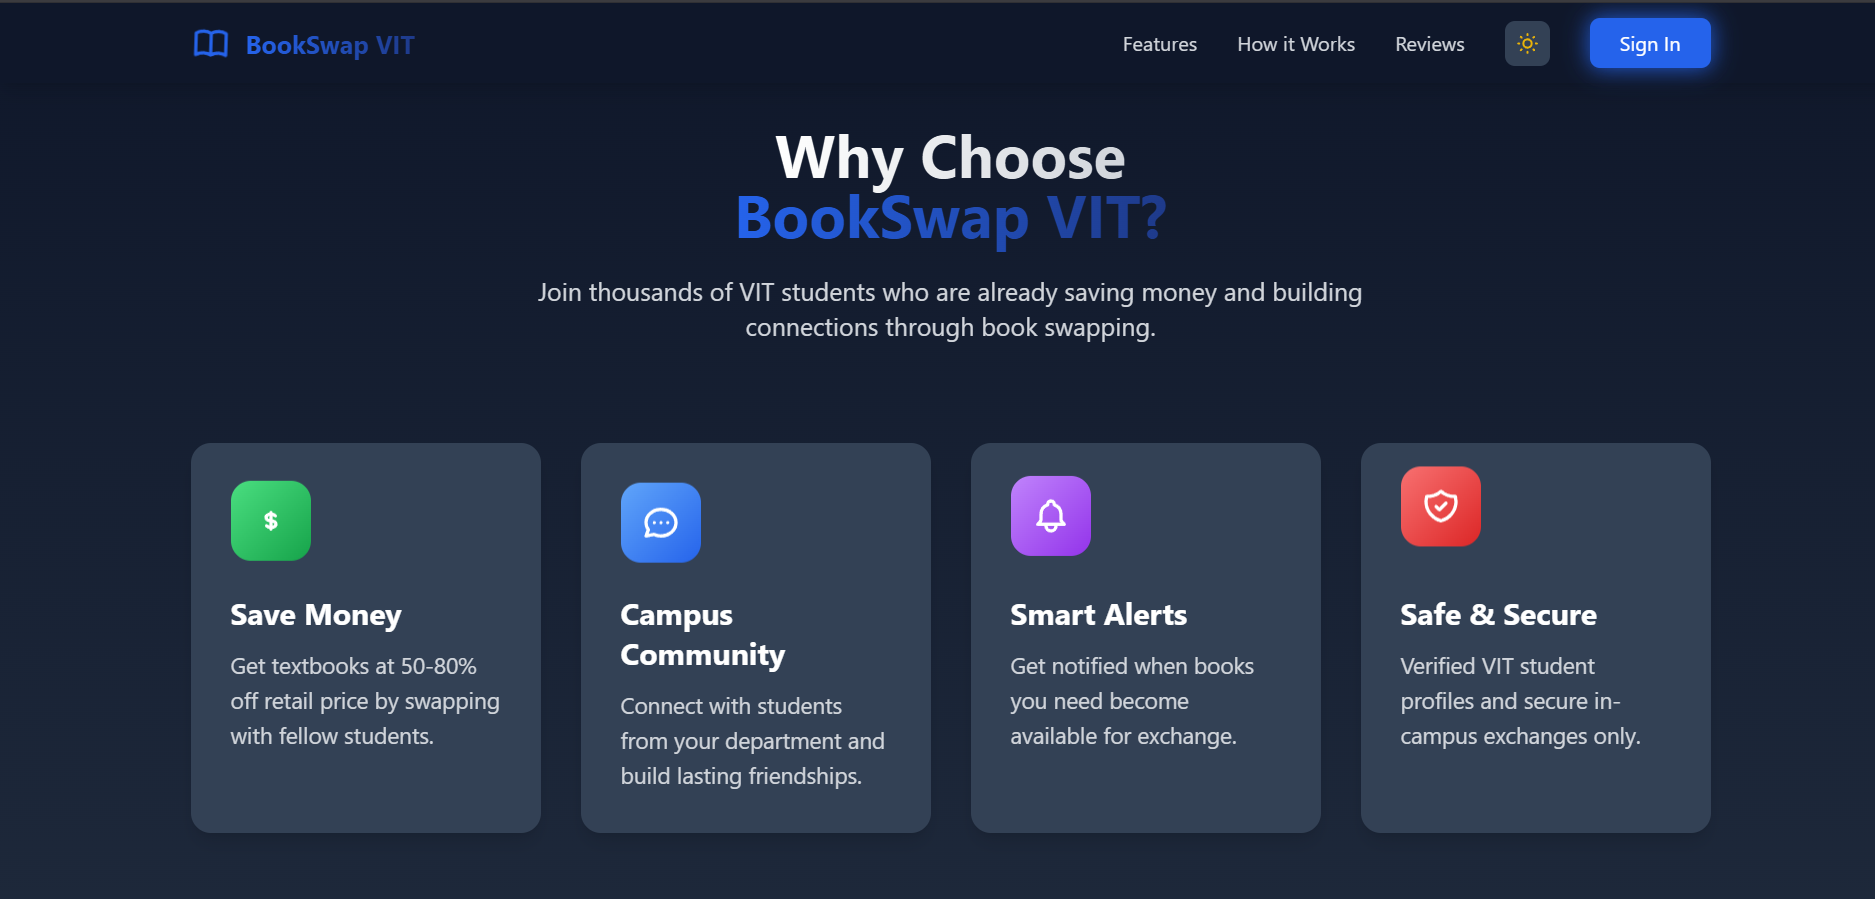 BookSwap VIT
Features
How it Works
Reviews
Sign In
Why Choose
BookSwap VIT?
Join thousands of VIT students who are already saving money and building
connections through book swapping.
$
Save Money
Get textbooks at 50-80%
off retail price by swapping
with fellow students.
Campus
Community
Connect with students
from your department and
build lasting friendships.
Smart Alerts
Get notified when books
you need become
available for exchange.
Safe & Secure
Verified VIT student
profiles and secure in-
campus exchanges only.